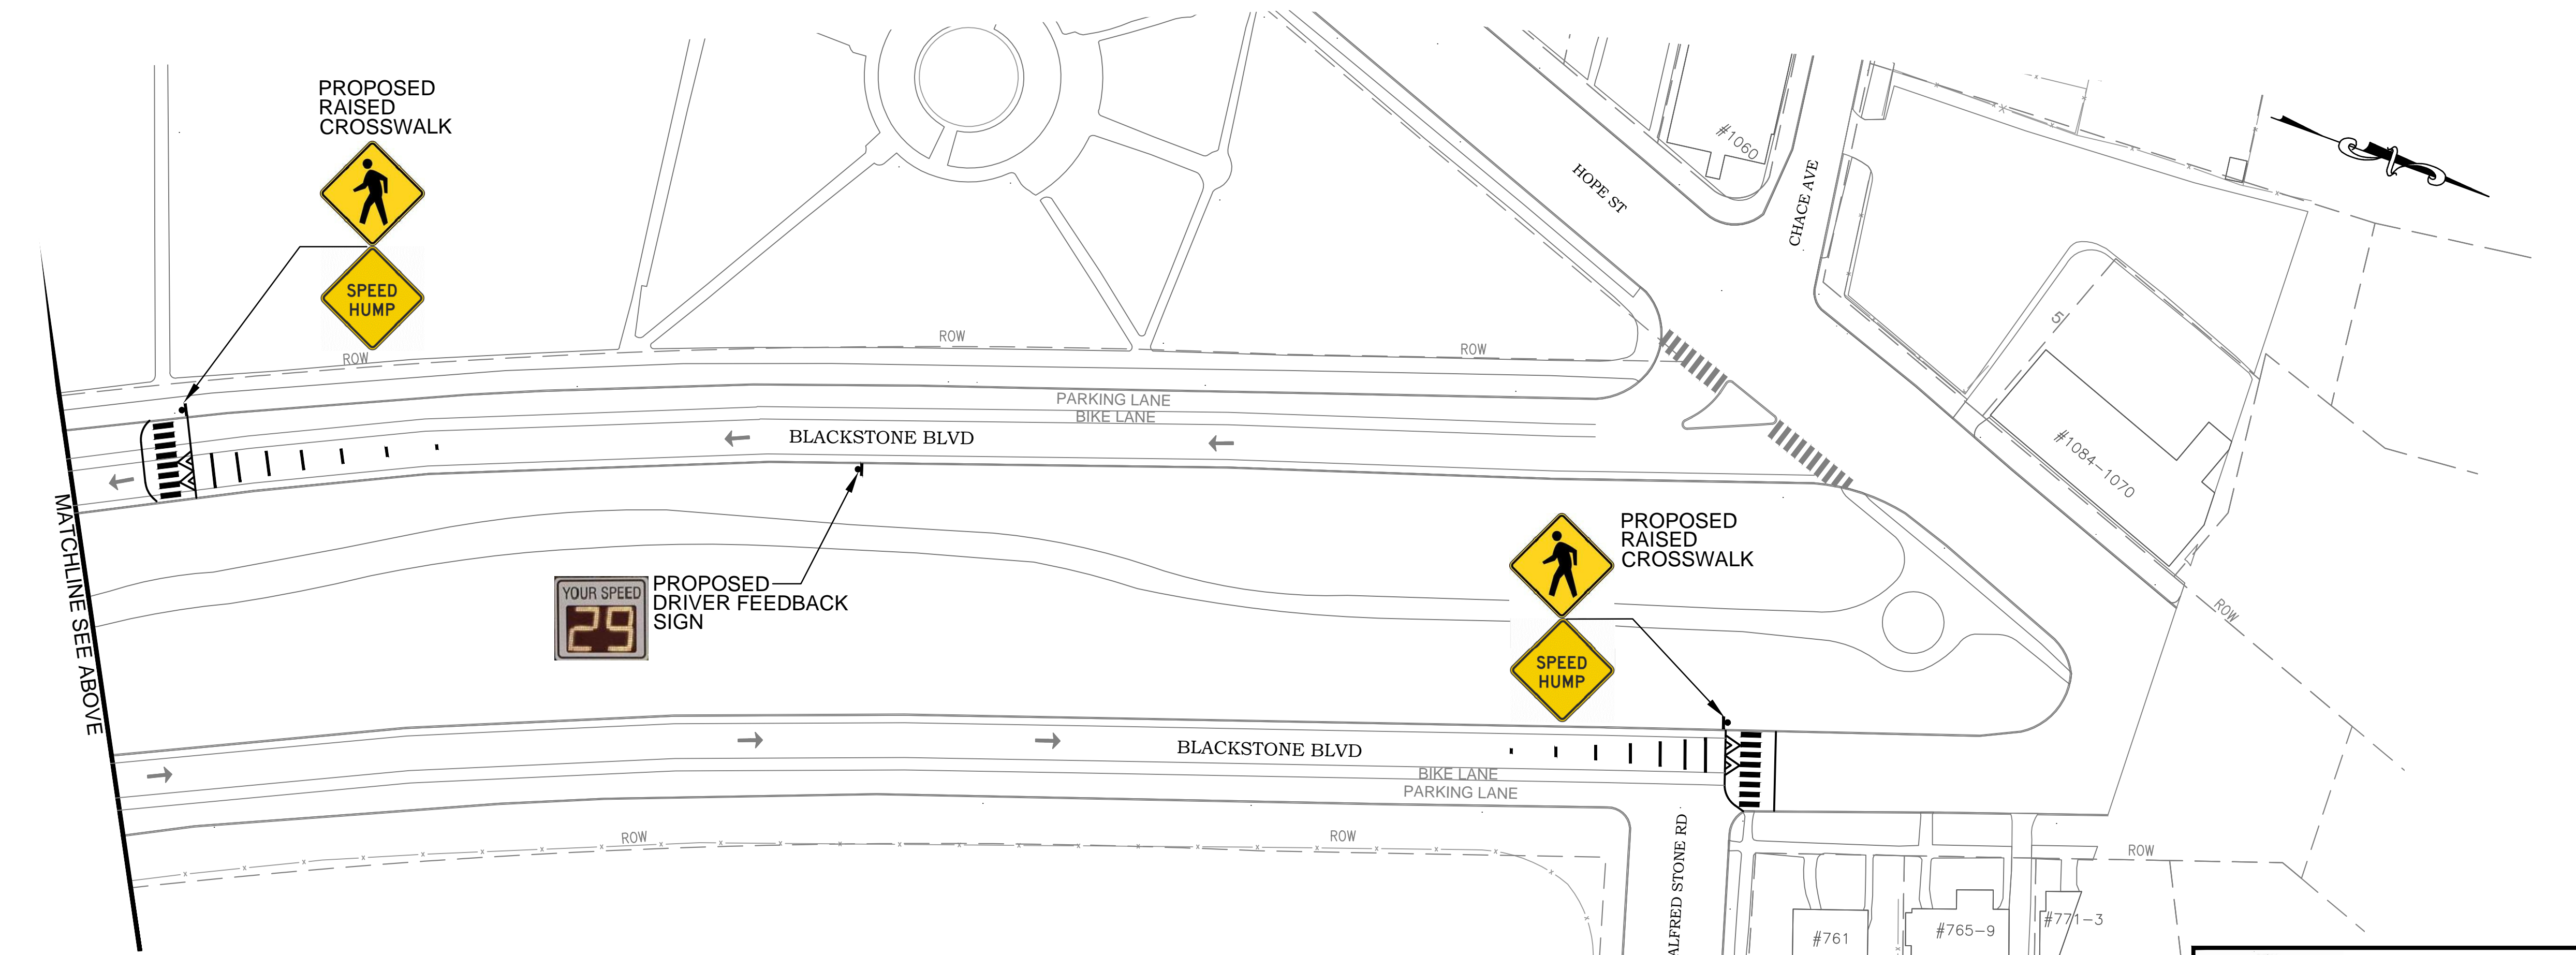 PROPOSED
RAISED
CROSSWALK
SPEED
HUMP
#1060
HOPE ST
CHACE AVE
5'
ROW
ROW
ROW
PARKING LANE
BIKE LANE
BLACKSTONE BLVD
#1084-1070
MATCHLINE SEE ABOVE
YOUR SPEED
29
PROPOSED
DRIVER FEEDBACK
SIGN
PROPOSED
RAISED
CROSSWALK
SPEED
HUMP
ROW
BLACKSTONE BLVD
BIKE LANE
PARKING LANE
ROW
ROW
ALFRED STONE RD
ROW
#761
#765-9
#771-3